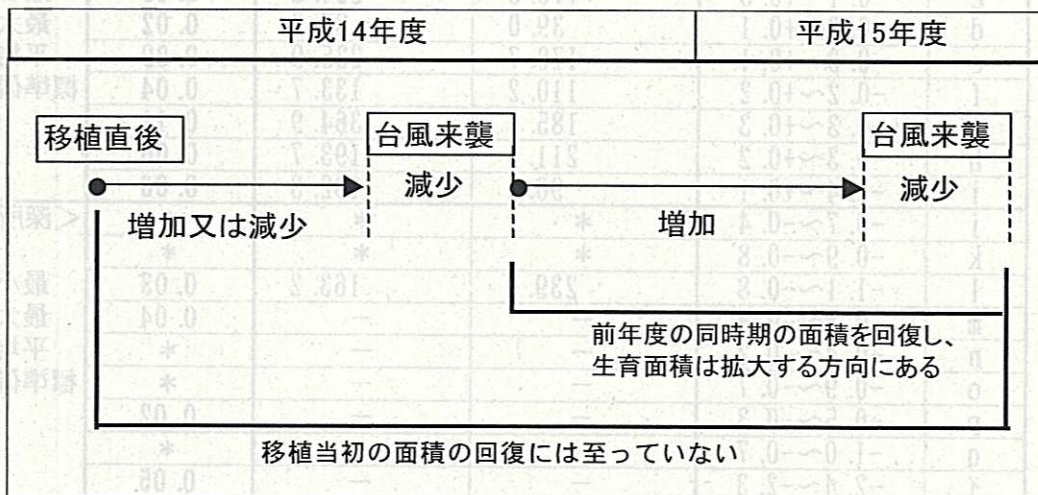 平成14年度
平成15年度
移植直後
台風来襲
台風来襲
減少
減少
増加又は減少
増加
前年度の同時期の面積を回復し、
生育面積は拡大する方向にある
移植当初の面積の回復には至っていない